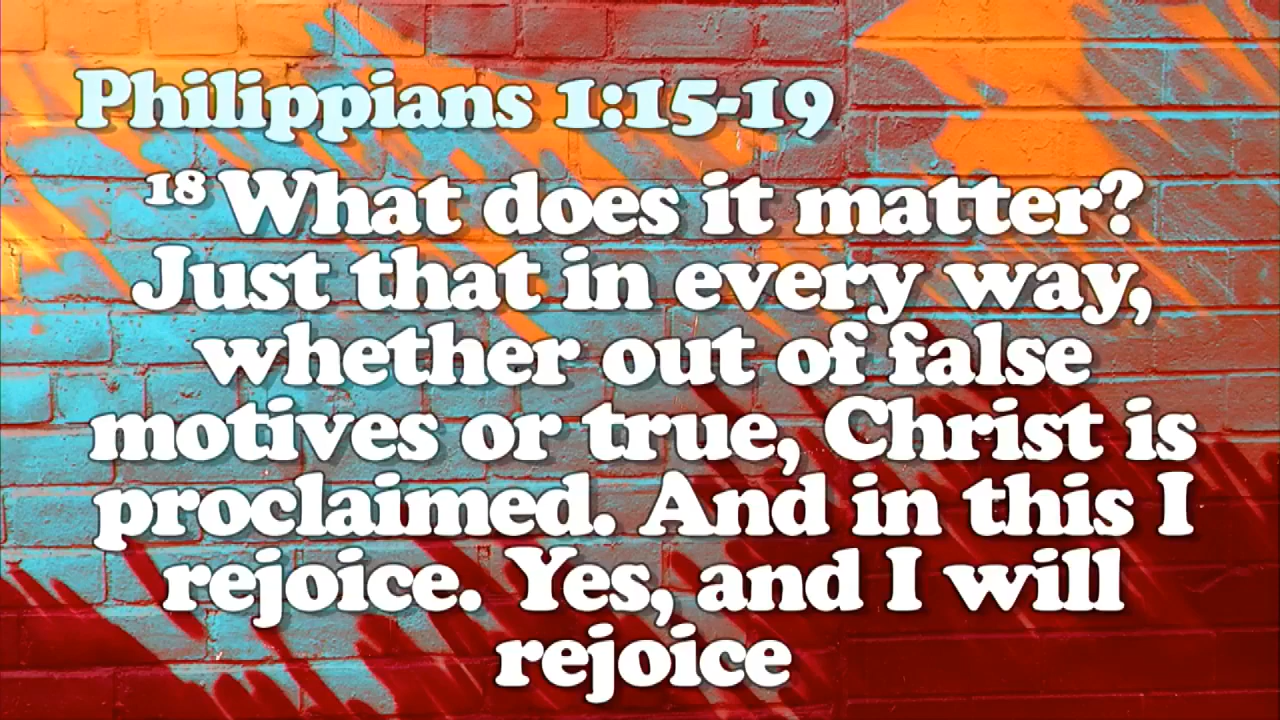 Philippians 1:15-19
18 What does it matter?
Just that in every way,
whether out of false
motives or true, Christ is
proclaimed. And in this I
rejoice. Yes, and I will
rejoice